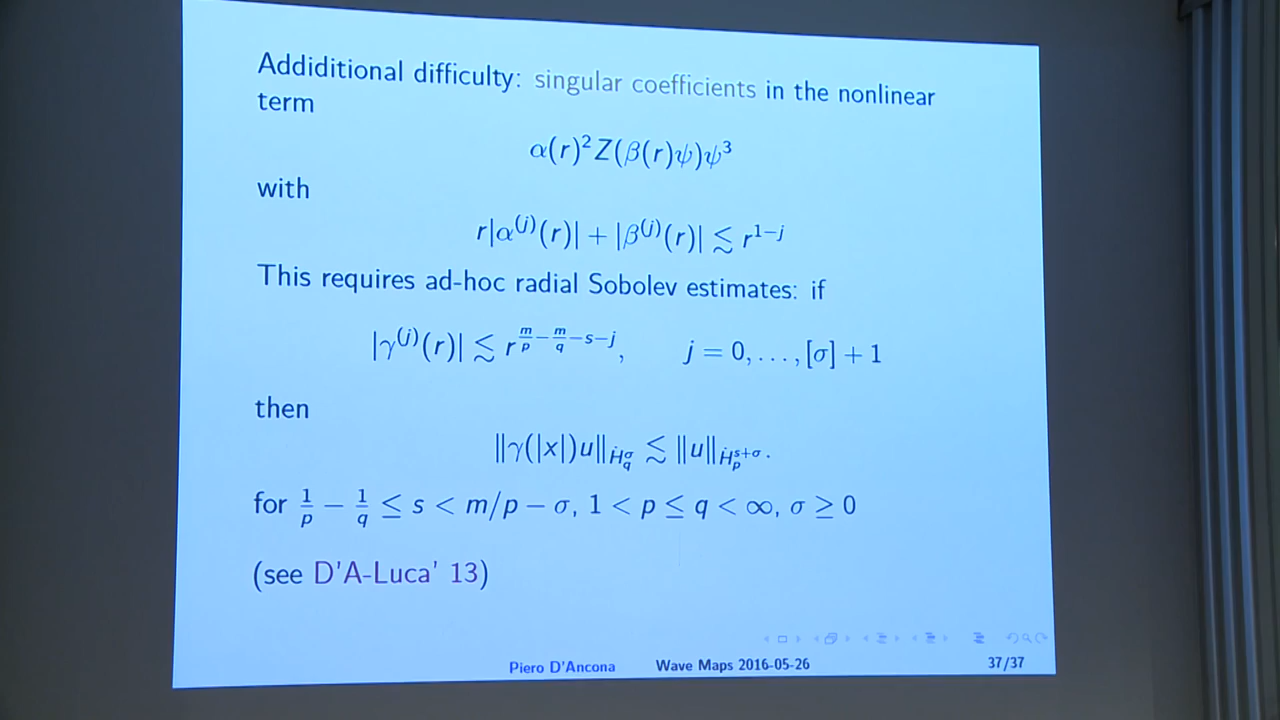 Addiditional difficulty: singular coefficients in the nonlinear
term
α(r)²Z(β(r)ψ)ψ³
with
r|α⁽ʲ⁾(r)| + |β⁽ʲ⁾(r)| ≲ r^{1−j}
This requires ad-hoc radial Sobolev estimates: if
|γ⁽ʲ⁾(r)| ≲ r^{m/p − m/q − s − j}, j = 0, . . . , [σ] + 1
then
‖γ(|x|)u‖_{Ḣ^σ_q} ≲ ‖u‖_{Ḣ^{s+σ}_p}.
for 1/p − 1/q ≤ s < m/p − σ, 1 < p ≤ q < ∞, σ ≥ 0
(see D'A-Luca' 13)
Piero D'Ancona Wave Maps 2016-05-26 37/37